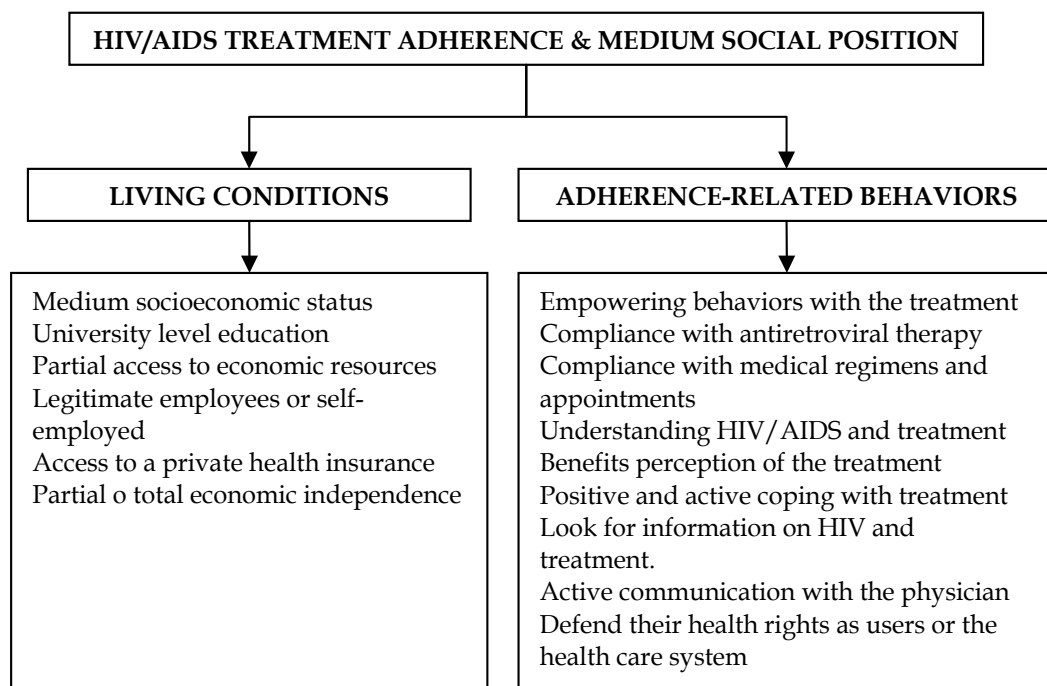 HIV/AIDS TREATMENT ADHERENCE & MEDIUM SOCIAL POSITION
LIVING CONDITIONS
Medium socioeconomic status
University level education
Partial access to economic resources
Legitimate employees or self-
employed
Access to a private health insurance
Partial o total economic independence
ADHERENCE-RELATED BEHAVIORS
Empowering behaviors with the treatment
Compliance with antiretroviral therapy
Compliance with medical regimens and
appointments
Understanding HIV/AIDS and treatment
Benefits perception of the treatment
Positive and active coping with treatment
Look for information on HIV and
treatment.
Active communication with the physician
Defend their health rights as users or the
health care system